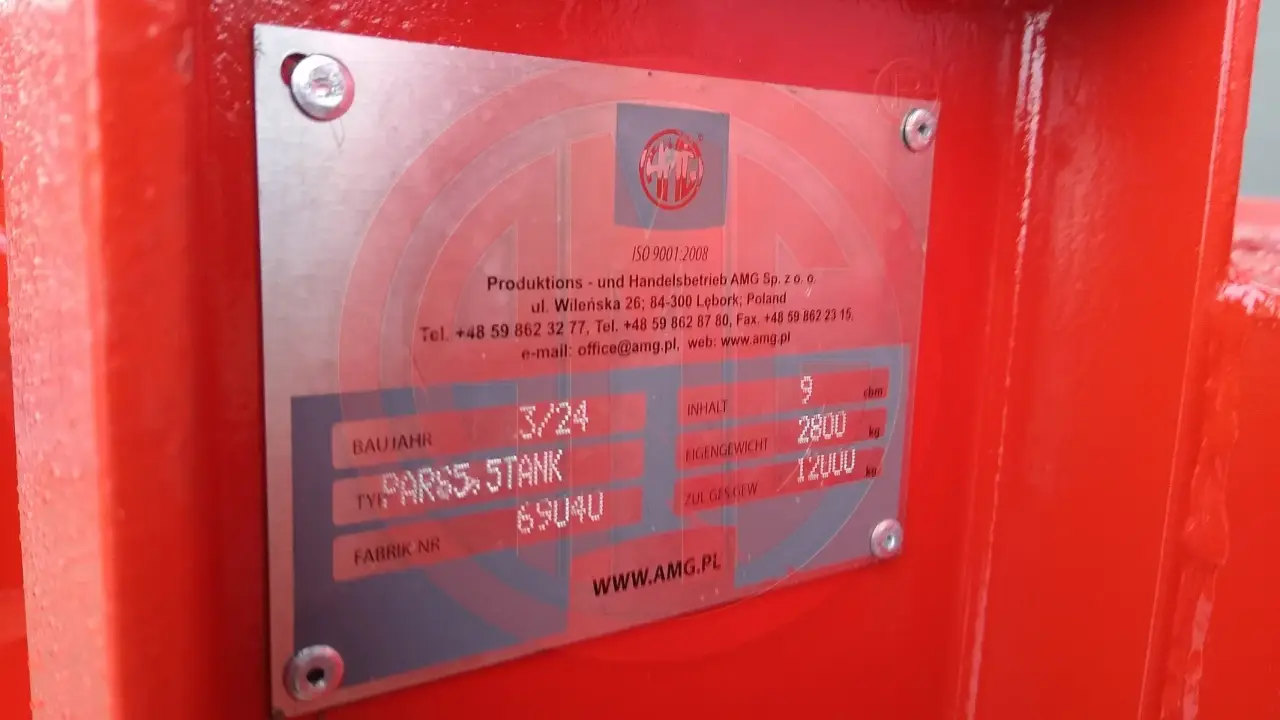 AMG
ISO 9001:2008
Produktions - und Handelsbetrieb AMG Sp. z o. o.
ul. Wileńska 26; 84-300 Lębork; Poland
Tel. +48 59 862 32 77, Tel. +48 59 862 87 80, Fax. +48 59 862 23 15,
e-mail: office@amg.pl, web: www.amg.pl
BAUJAHR 3/24
TYP
FABRIK NR 69040
INHALT 9 cbm
EIGENGEWICHT 2800 kg
ZUL GES.GEW 12000 kg
WWW.AMG.PL